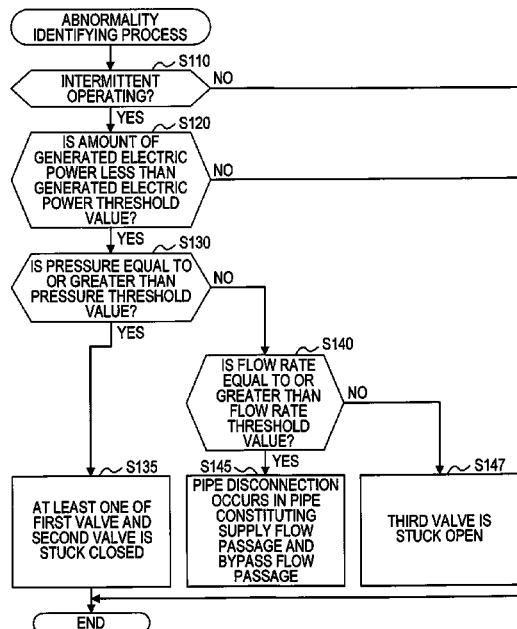 ABNORMALITY
IDENTIFYING PROCESS
S110
INTERMITTENT
OPERATING?
NO
YES
S120
IS AMOUNT OF
GENERATED ELECTRIC
POWER LESS THAN
GENERATED ELECTRIC
POWER THRESHOLD
VALUE?
NO
YES
S130
IS PRESSURE EQUAL TO
OR GREATER THAN
PRESSURE THRESHOLD
VALUE?
NO
YES
S140
IS FLOW RATE
EQUAL TO OR
GREATER THAN
FLOW RATE
THRESHOLD
VALUE?
NO
YES
S135
AT LEAST ONE OF
FIRST VALVE AND
SECOND VALVE IS
STUCK CLOSED
S145
PIPE DISCONNECTION
OCCURS IN PIPE
CONSTITUTING
SUPPLY FLOW
PASSAGE AND
BYPASS FLOW
PASSAGE
S147
THIRD VALVE IS
STUCK OPEN
END